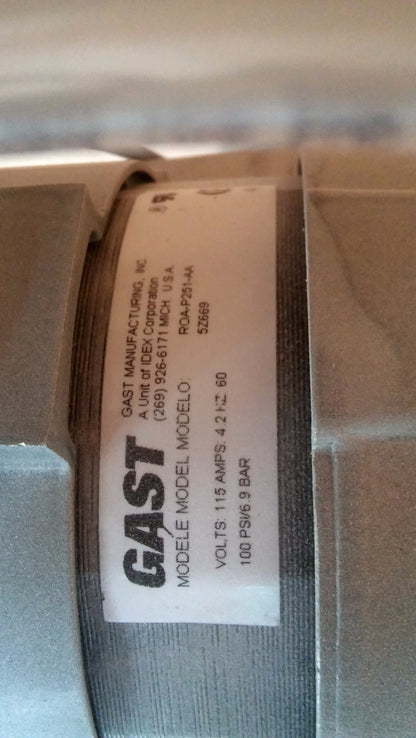 GAST MANUFACTURING, INC
A Unit of IDEX Corporation
(269) 926-6171 MICH. U.S.A.
GAST
MODÈLE MODEL MODELO: ROA-P251-AA
5Z669
VOLTS: 115 AMPS: 4.2 HZ: 60
100 PSI/6.9 BAR